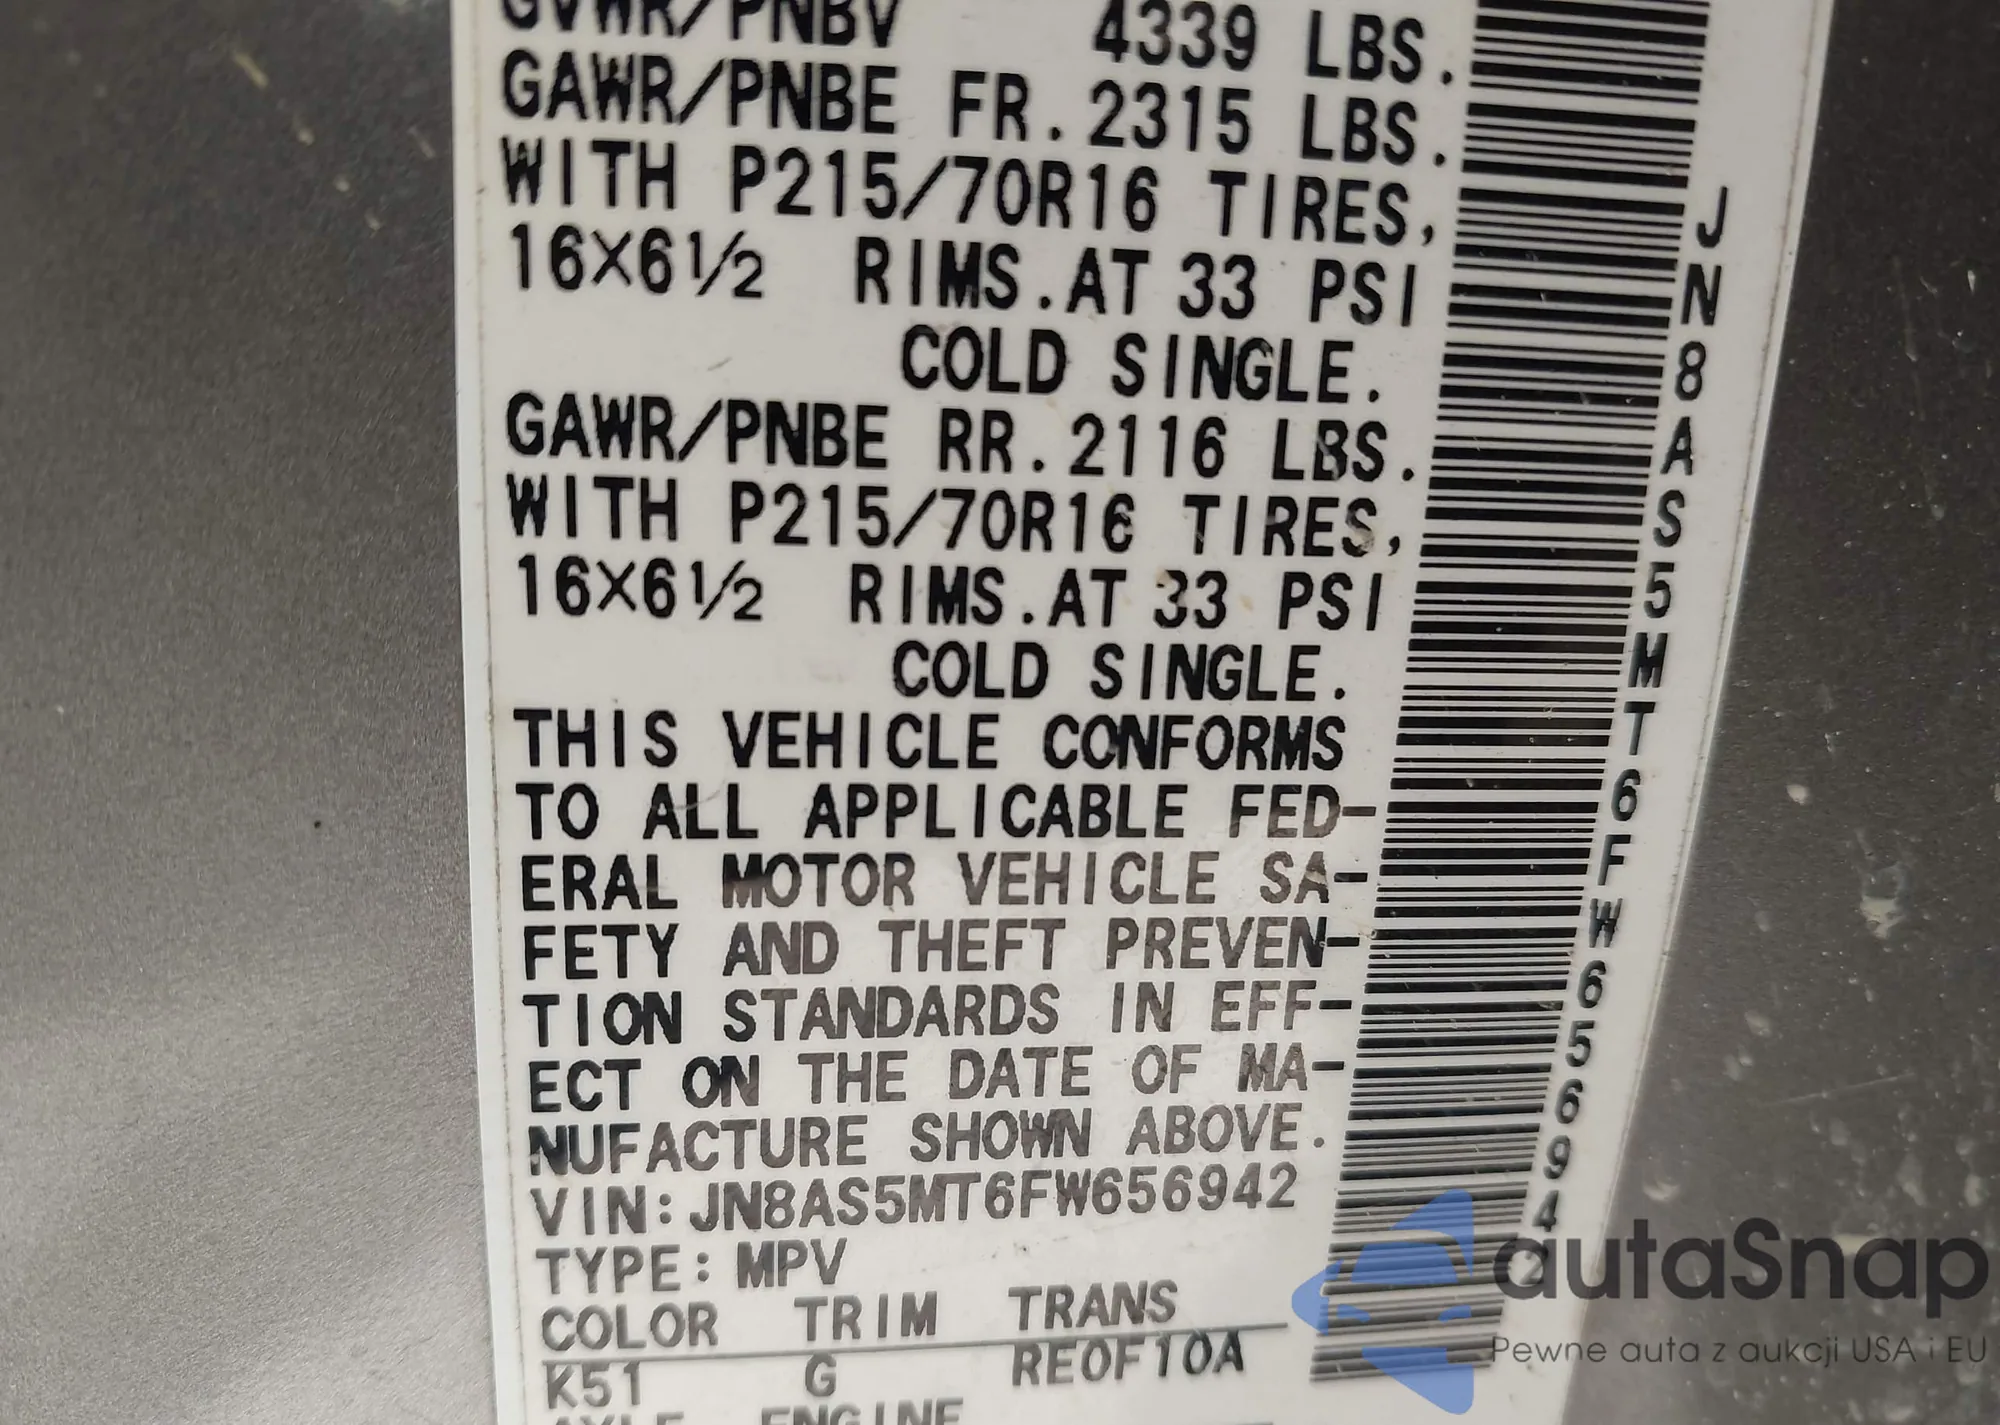 GVWR/PNBV 4339 LBS.
GAWR/PNBE FR. 2315 LBS.
WITH P215/70R16 TIRES,
16X6½ RIMS.AT 33 PSI
COLD SINGLE.
GAWR/PNBE RR. 2116 LBS.
WITH P215/70R16 TIRES,
16X6½ RIMS.AT 33 PSI
COLD SINGLE.
THIS VEHICLE CONFORMS
TO ALL APPLICABLE FED-
ERAL MOTOR VEHICLE SA-
FETY AND THEFT PREVEN-
TION STANDARDS IN EFF-
ECT ON THE DATE OF MA-
NUFACTURE SHOWN ABOVE.
VIN:JN8AS5MT6FW656942
TYPE:MPV
COLOR TRIM TRANS
K51 G RE0F10A
AXLE ENGINE
JN8AS5MT6FW656942
autaSnap
Pewne auta z aukcji USA i EU